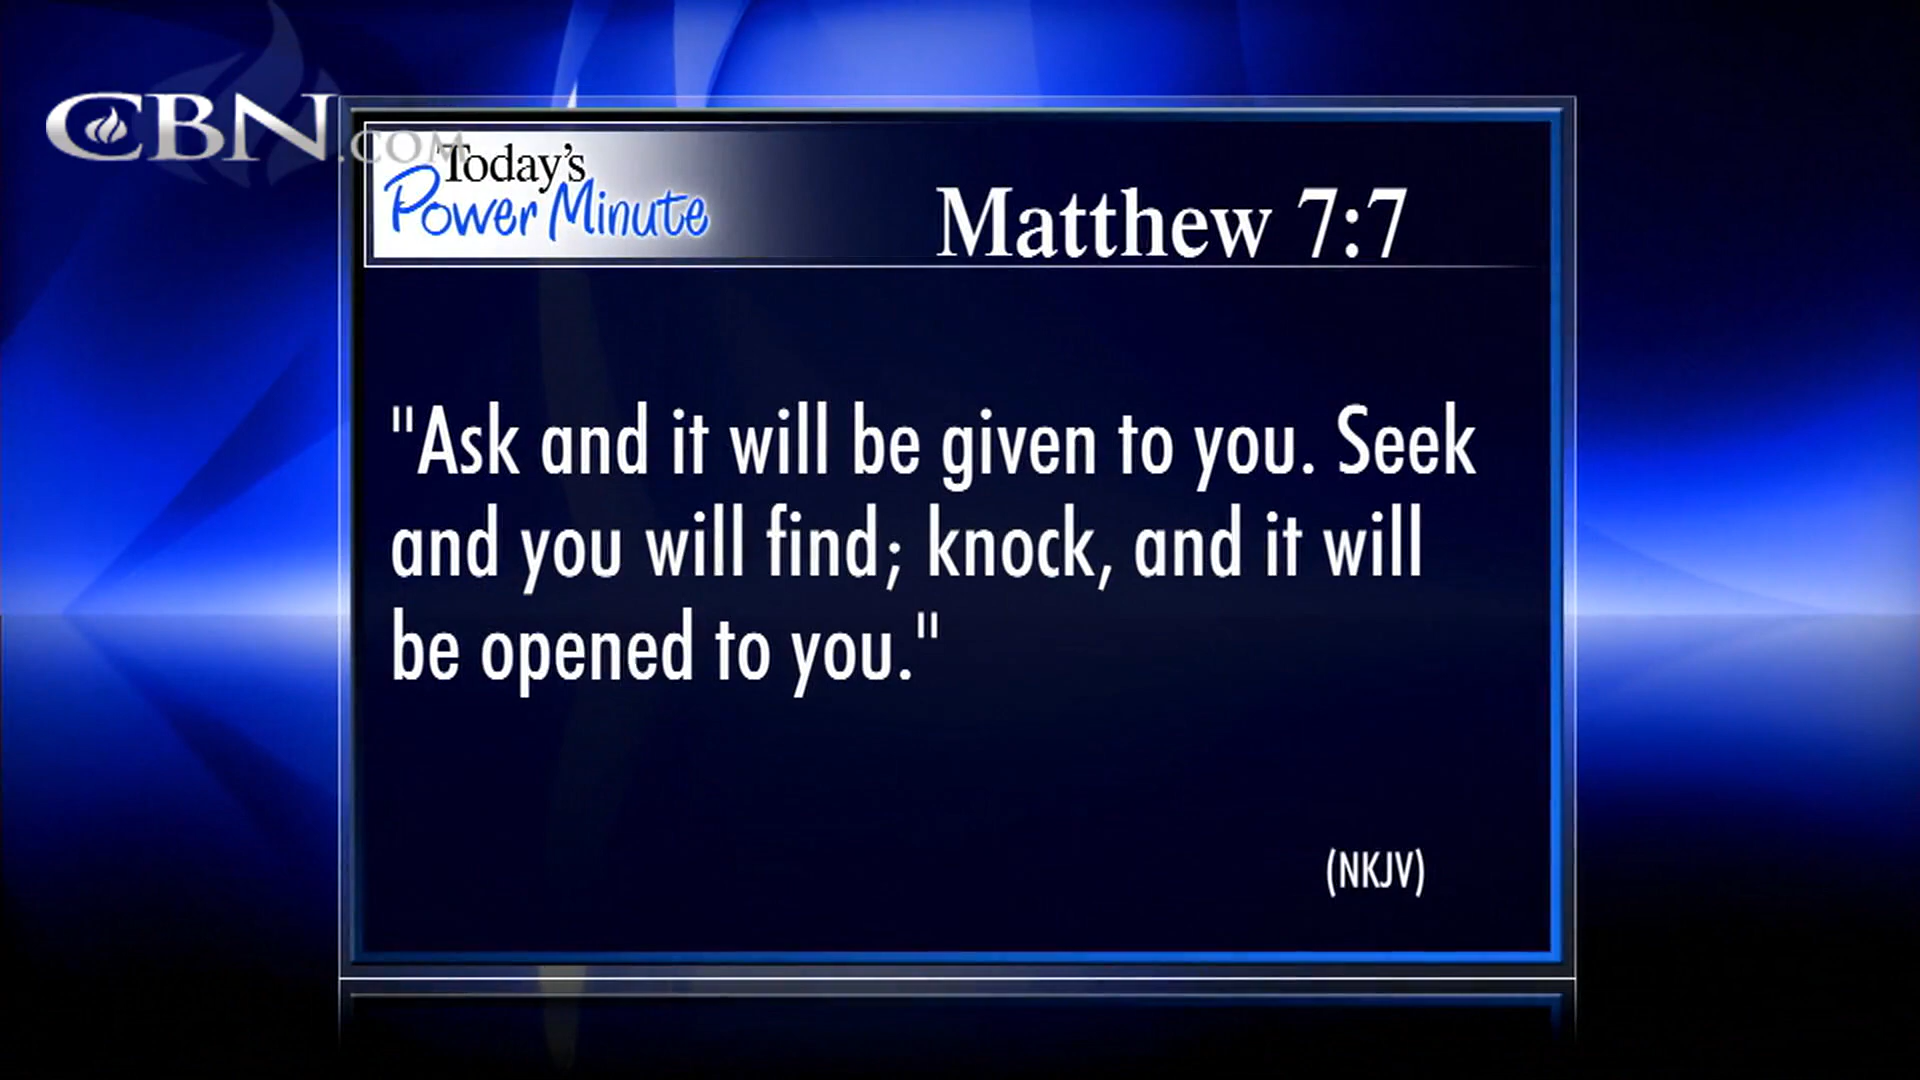 CBN.COM
Today's
Power Minute
Matthew 7:7
"Ask and it will be given to you. Seek
and you will find; knock, and it will
be opened to you."
(NKJV)